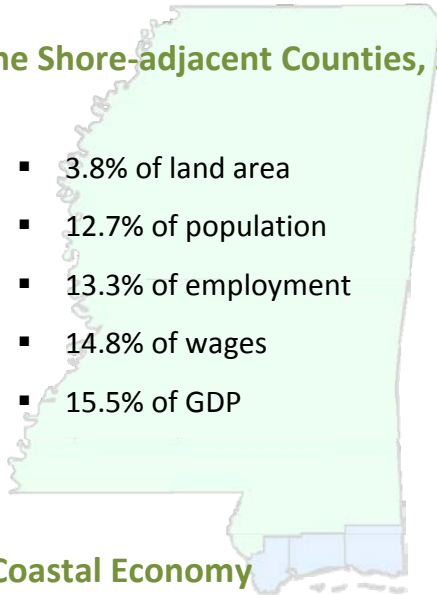 ne Shore-adjacent Counties,
▪ 3.8% of land area
▪ 12.7% of population
▪ 13.3% of employment
▪ 14.8% of wages
▪ 15.5% of GDP
Coastal Economy